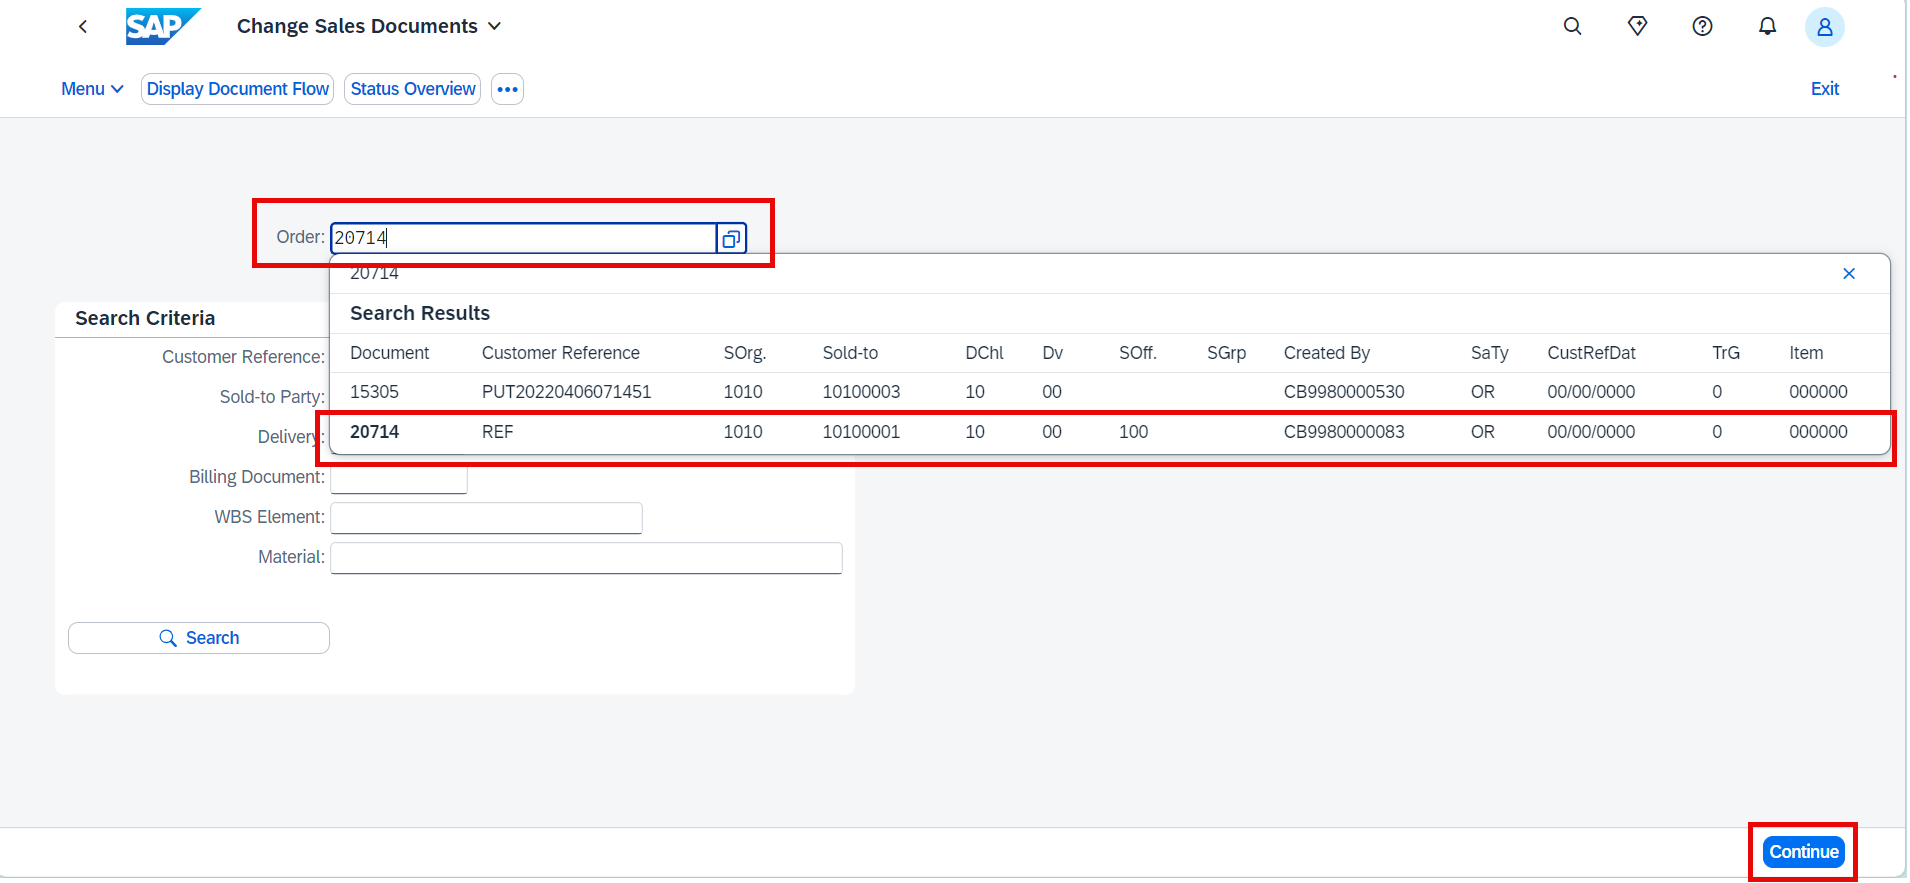 SAP Change Sales Documents
Menu Display Document Flow Status Overview Exit
Order: 20714
20714
Search Results
Document Customer Reference SOrg. Sold-to DChl Dv SOff. SGrp Created By SaTy CustRefDat TrG Item
15305 PUT20220406071451 1010 10100003 10 00 CB9980000530 OR 00/00/0000 0 000000
20714 REF 1010 10100001 10 00 100 CB9980000083 OR 00/00/0000 0 000000
Search Criteria
Customer Reference:
Sold-to Party:
Delivery:
Billing Document:
WBS Element:
Material:
Search
Continue